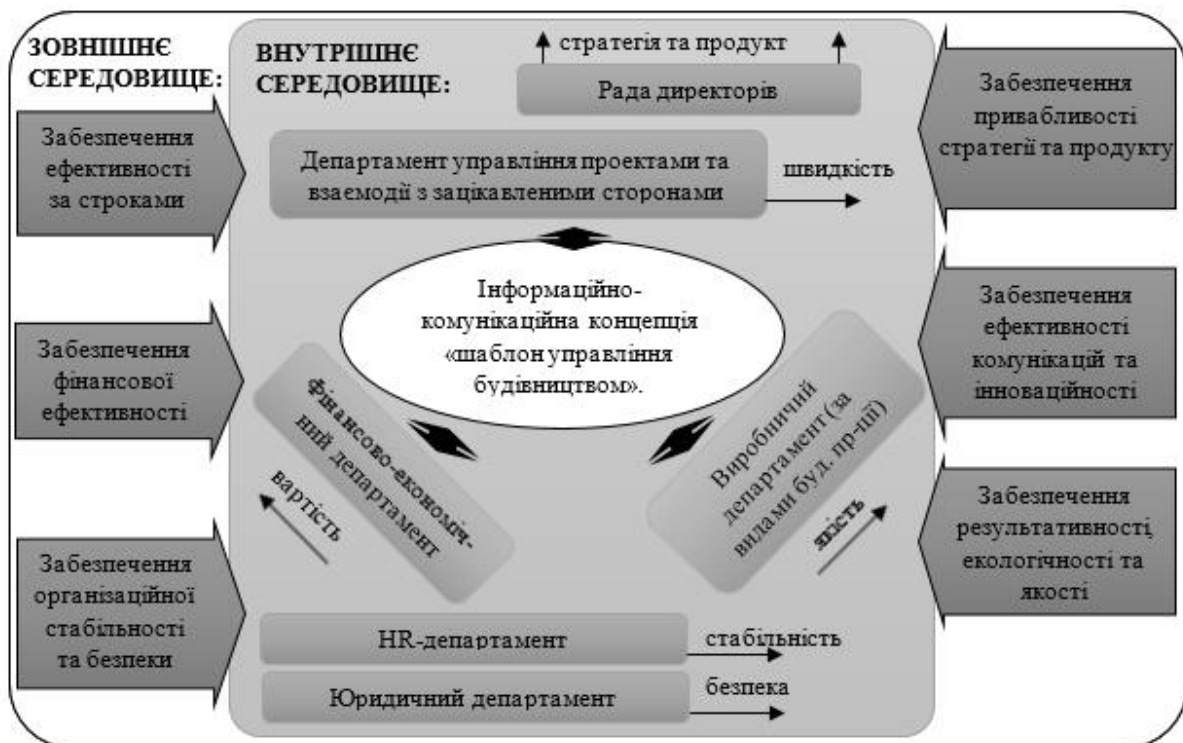 ЗОВНІШНЄ
СЕРЕДОВИЩЕ:
Забезпечення
ефективності
за строками
Забезпечення
фінансової
ефективності
Забезпечення
організаційної
стабільності
та безпеки
ВНУТРІШНЄ
СЕРЕДОВИЩЕ:
стратегія та продукт
Рада директорів
Департамент управління проектами та
взаємодії з зацікавленими сторонами
швидкість
Інформаційно-
комунікаційна концепція
«шаблон управління
будівництвом».
Фінансово-економіч-
ний департамент
вартість
Виробничий
департамент (за
видами буд. пр-ції)
якість
HR-департамент
стабільність
Юридичний департамент
безпека
Забезпечення
привабливості
стратегії та продукту
Забезпечення
ефективності
комунікацій та
інноваційності
Забезпечення
результативності,
екологічності та
якості